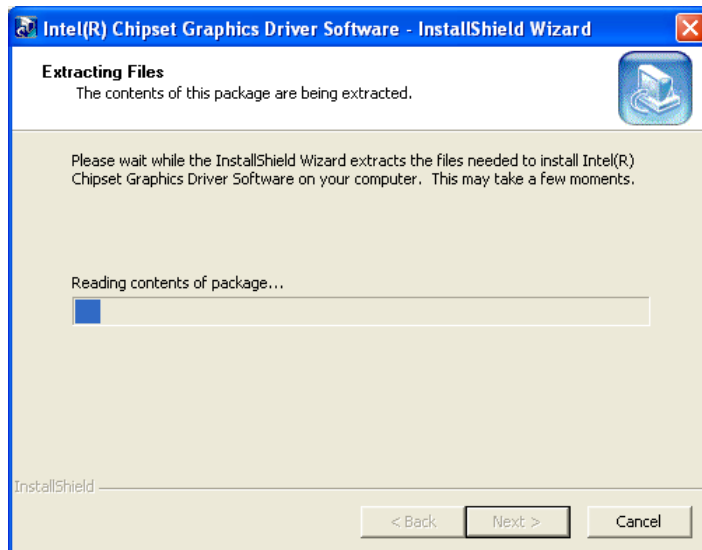 Intel(R) Chipset Graphics Driver Software - InstallShield Wizard
Extracting Files
The contents of this package are being extracted.
Please wait while the InstallShield Wizard extracts the files needed to install Intel(R)
Chipset Graphics Driver Software on your computer.  This may take a few moments.
Reading contents of package...
InstallShield
< Back
Next >
Cancel